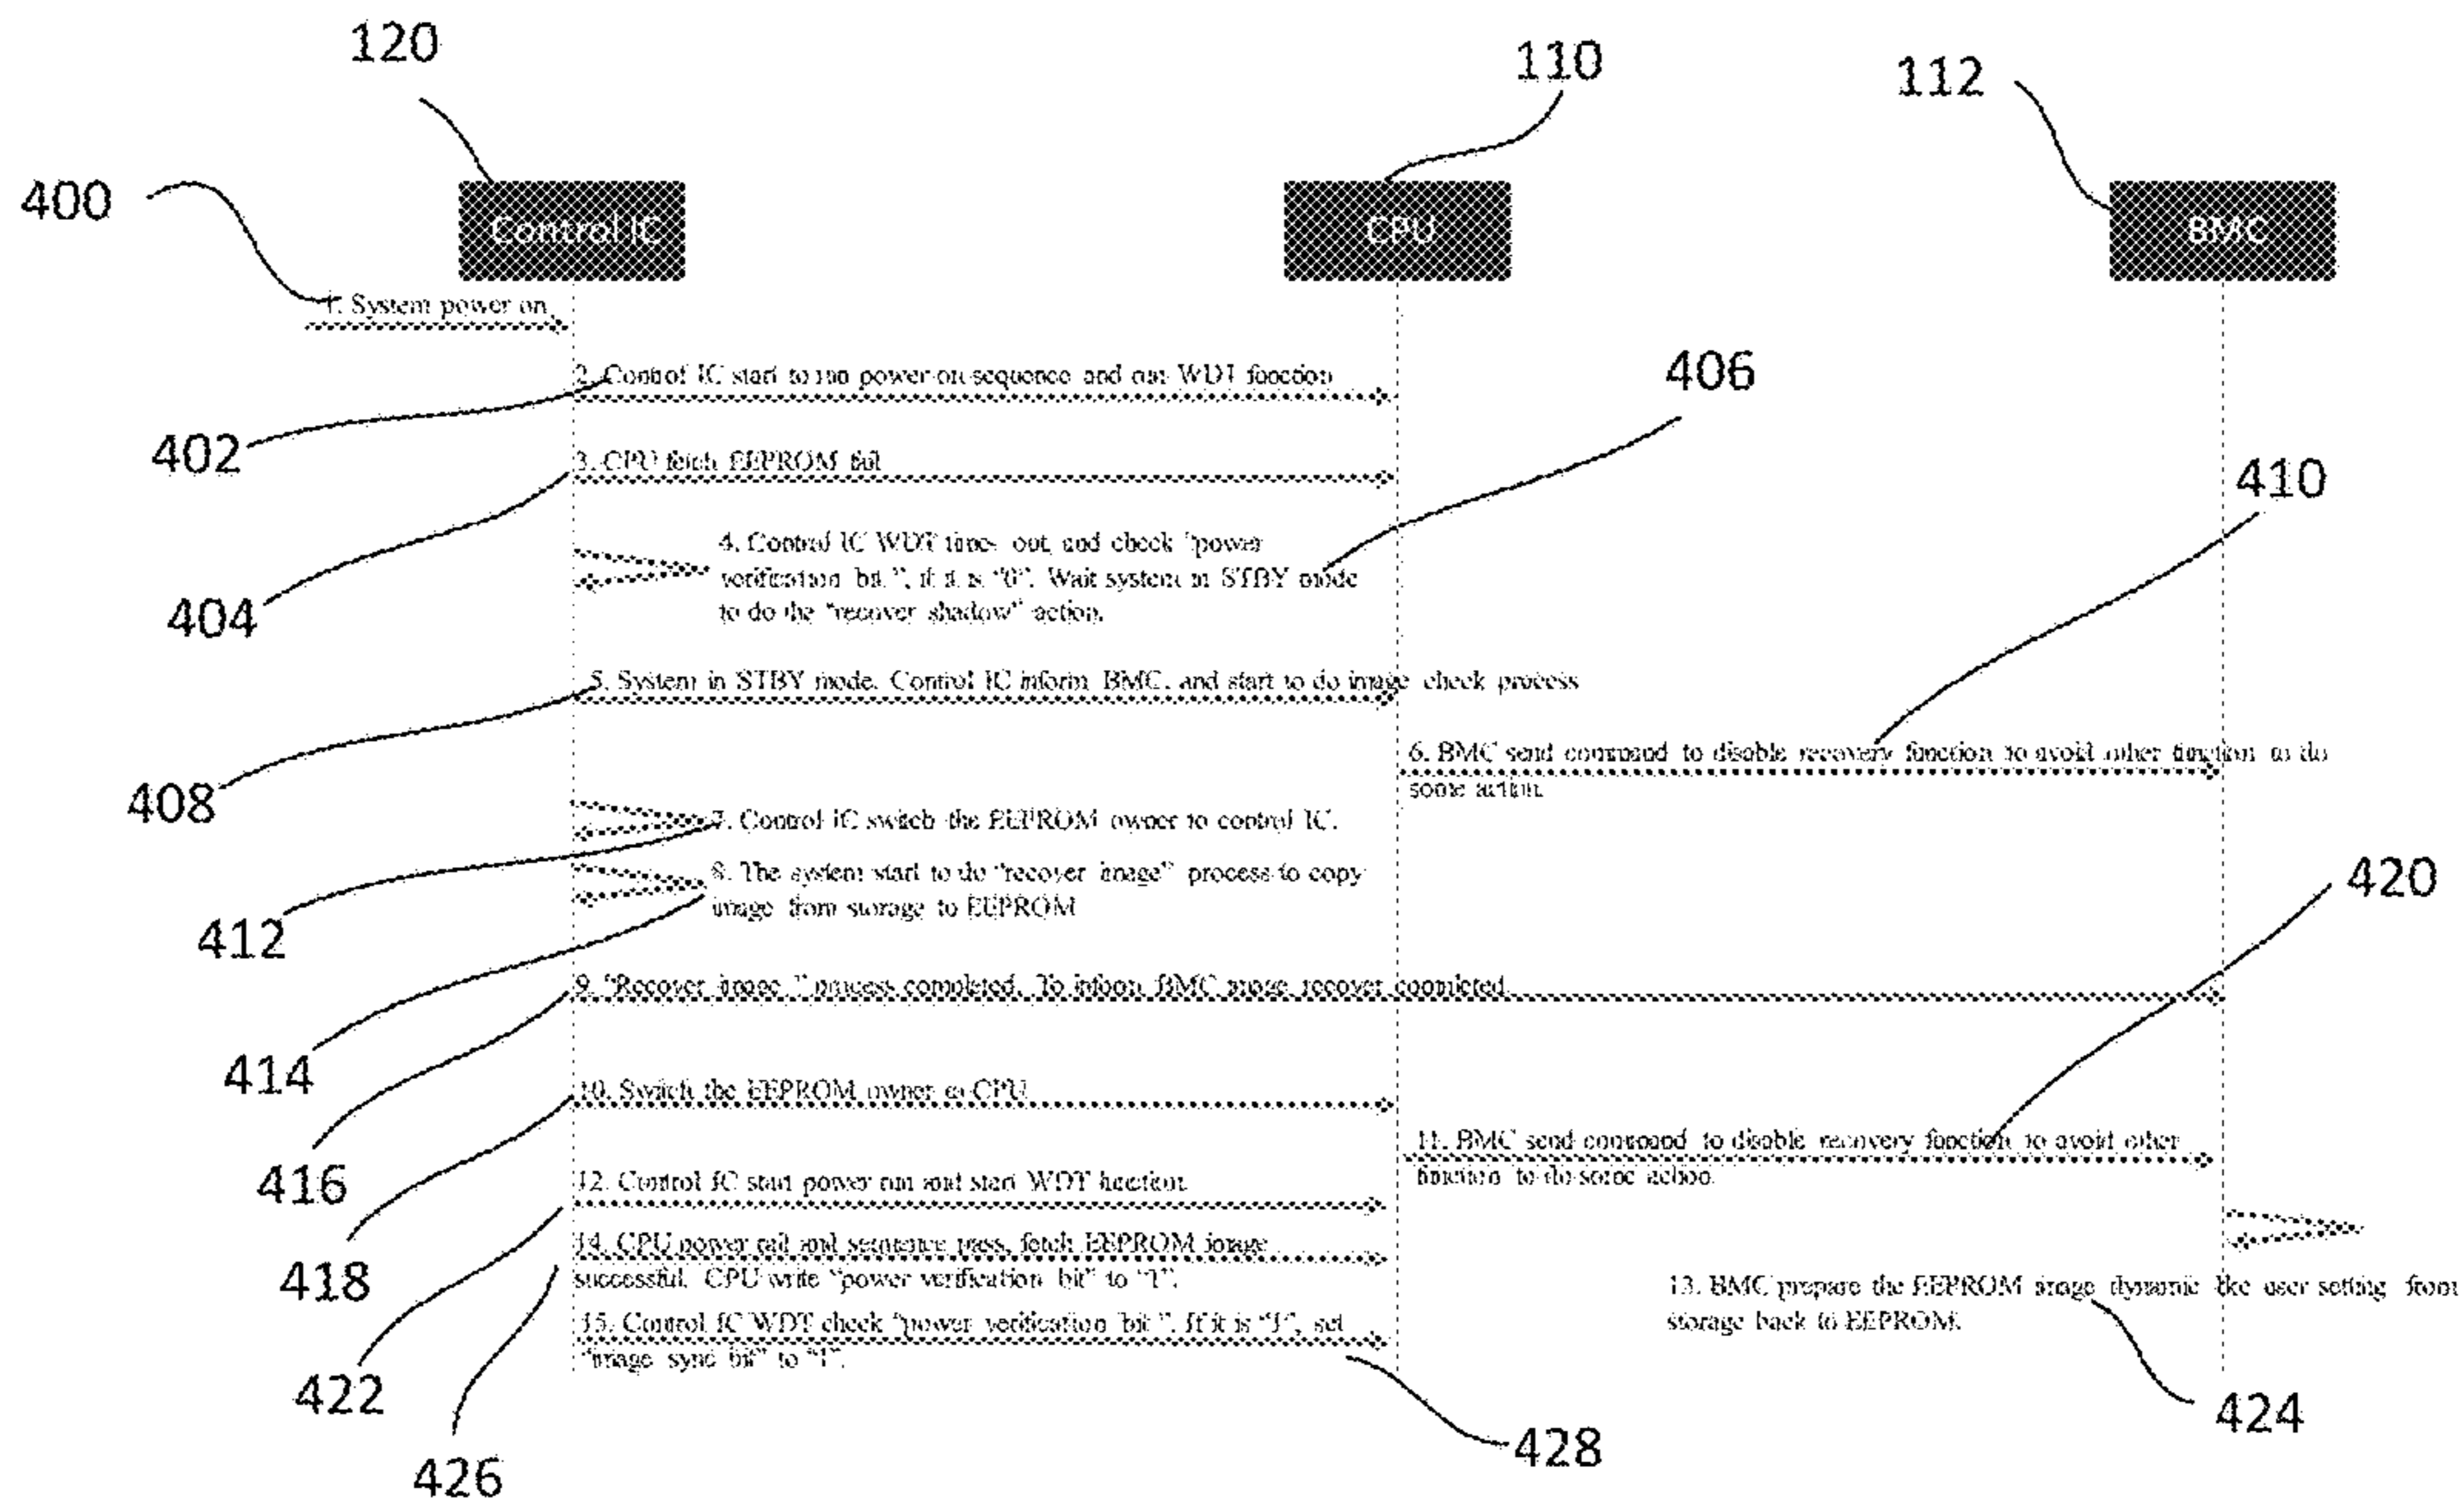 120
110
112
400
Control IC
CPU
BMC
1. System power on
2. Control IC start to run power on sequence and run WDT function
406
402
3. CPU fetch EEPROM fail
410
4. Control IC WDT times out, and check "power
verification bit ", if it is "0". Wait system in STBY mode
to do the "recover shadow" action.
404
5. System in STBY mode. Control IC inform BMC, and start to do image check process
6. BMC send command to disable recovery function to avoid other function to do
some action.
408
7. Control IC switch the EEPROM owner to control IC.
8. The system start to do "recover image" process to copy
image from storage to EEPROM
420
412
9. "Recover image " process completed. To inform BMC image recover completed.
414
10. Switch the EEPROM owner to CPU
11. BMC send command to disable recovery function to avoid other
function to do some action.
416
12. Control IC start power run and start WDT function.
418
14. CPU power rail and sequence pass, fetch EEPROM image
successful. CPU write "power verification bit" to "1".
13. BMC prepare the EEPROM image dynamic the user setting from
storage back to EEPROM.
15. Control IC WDT check "power verification bit ". If it is "1", set
"image sync bit" to "1".
422
424
428
426